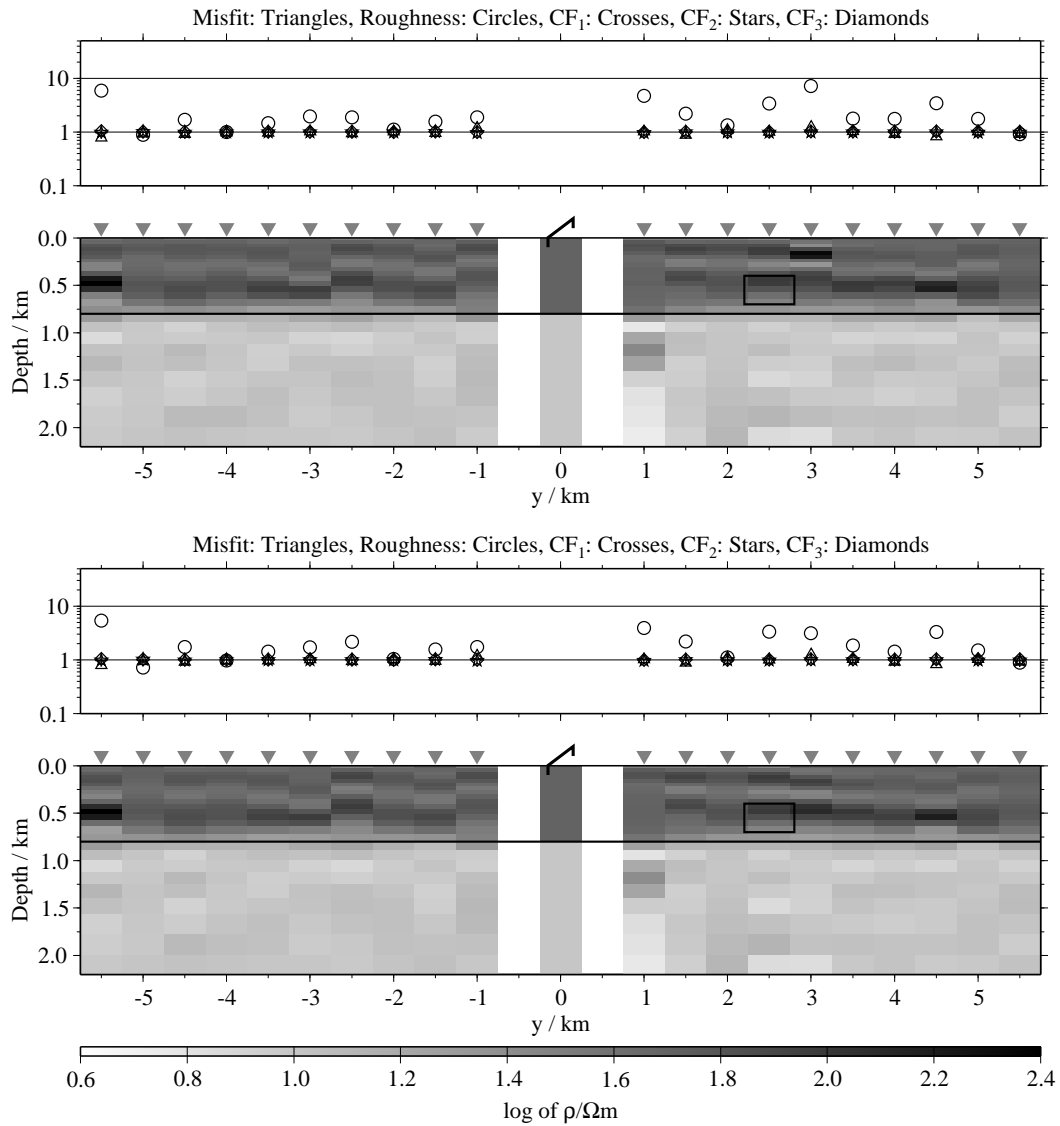 Misfit: Triangles, Roughness: Circles, CF₁: Crosses, CF₂: Stars, CF₃: Diamonds
10
1
0.1
0.0
0.5
1.0
1.5
2.0
Depth / km
-5 -4 -3 -2 -1 0 1 2 3 4 5
y / km
Misfit: Triangles, Roughness: Circles, CF₁: Crosses, CF₂: Stars, CF₃: Diamonds
10
1
0.1
0.0
0.5
1.0
1.5
2.0
Depth / km
-5 -4 -3 -2 -1 0 1 2 3 4 5
y / km
0.6 0.8 1.0 1.2 1.4 1.6 1.8 2.0 2.2 2.4
log of ρ/Ωm